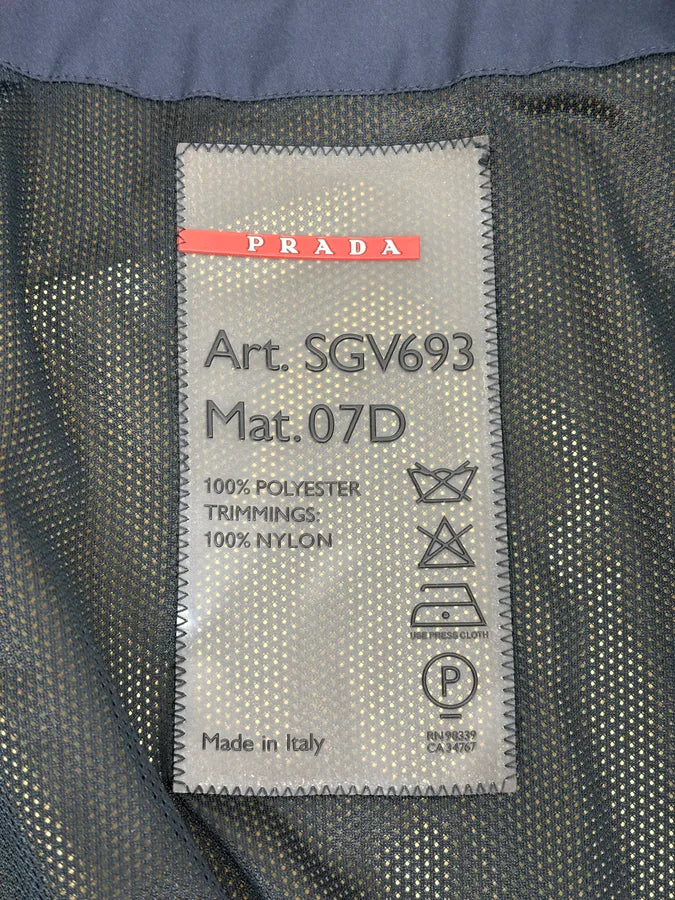 PRADA
Art. SGV693
Mat. 07D
100% POLYESTER
TRIMMINGS:
100% NYLON
USE PRESS CLOTH
P
Made in Italy
RN 90339
CA 34767